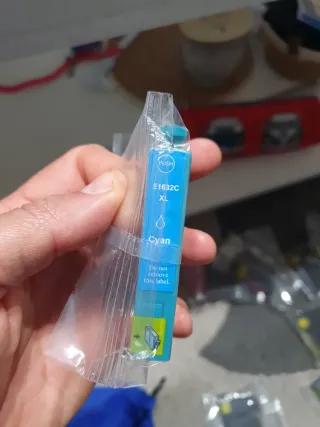 E1632C
XL
Cyan
Do not
remove
this label.